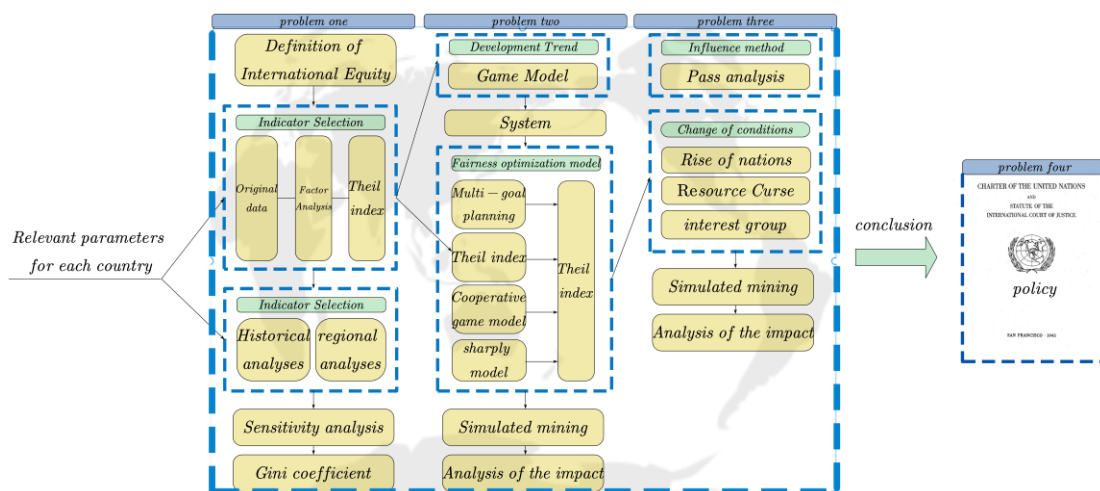 problem one
Definition of
International Equity
Indicator Selection
Original
data
Factor
Analysis
Theil
index
Indicator Selection
Historical
analyses
regional
analyses
Sensitivity analysis
Gini coefficient
Relevant parameters
for each country
problem two
Development Trend
Game Model
System
Fairness optimization model
Multi - goal
planning
Theil index
Cooperative
game model
sharply
model
Theil
index
Simulated mining
Analysis of the impact
problem three
Influence method
Pass analysis
Change of conditions
Rise of nations
Resource Curse
interest group
Simulated mining
Analysis of the impact
conclusion
problem four
CHARTER OF THE UNITED NATIONS
AND
STATUTE OF THE
INTERNATIONAL COURT OF JUSTICE
policy
SAN FRANCISCO · 1945